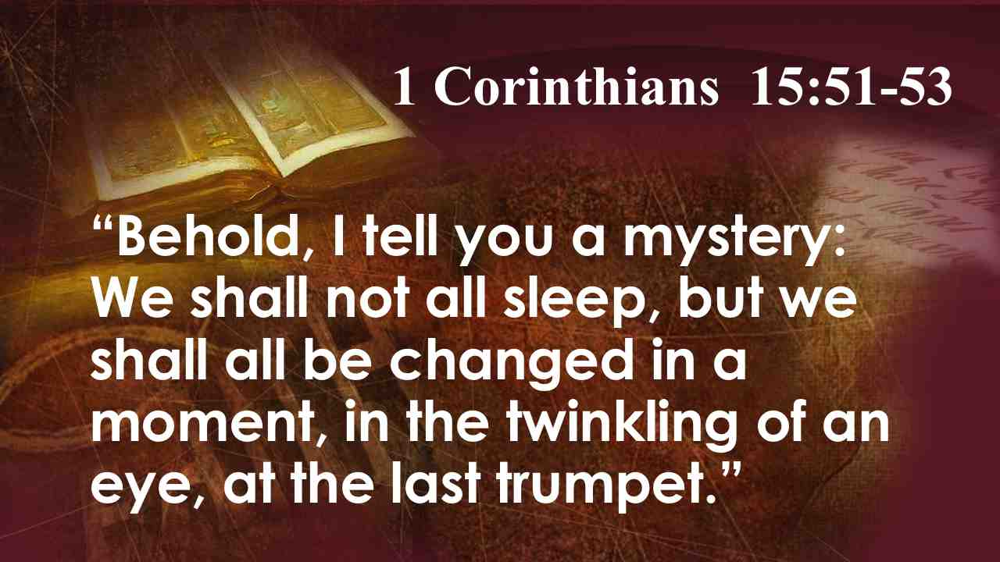 1 Corinthians 15:51-53
“Behold, I tell you a mystery:
We shall not all sleep, but we
shall all be changed in a
moment, in the twinkling of an
eye, at the last trumpet.”